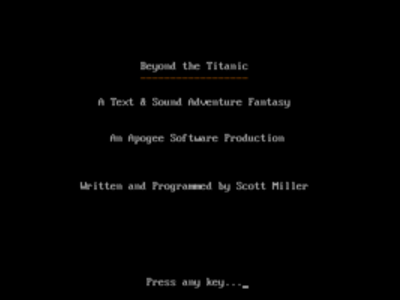 Beyond the Titanic
A Text & Sound Adventure Fantasy
An Apogee Software Production
Written and Programmed by Scott Miller
Press any key..._